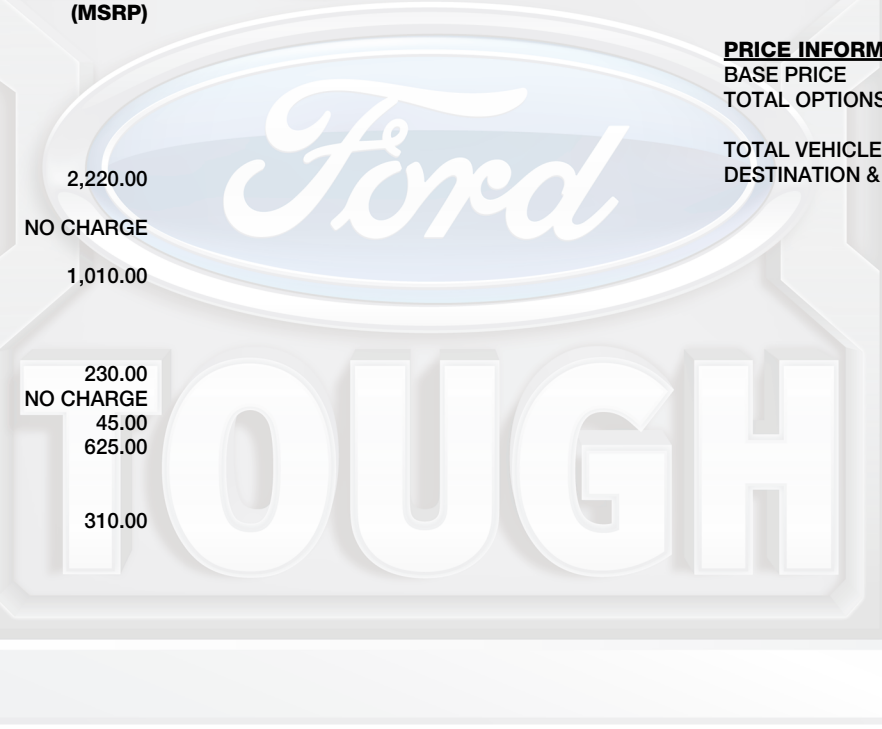 (MSRP)
2,220.00
NO CHARGE
1,010.00
230.00
NO CHARGE
45.00
625.00
310.00
PRICE INFORM
BASE PRICE
TOTAL OPTIONS
TOTAL VEHICLE
DESTINATION &
Ford
TOUGH